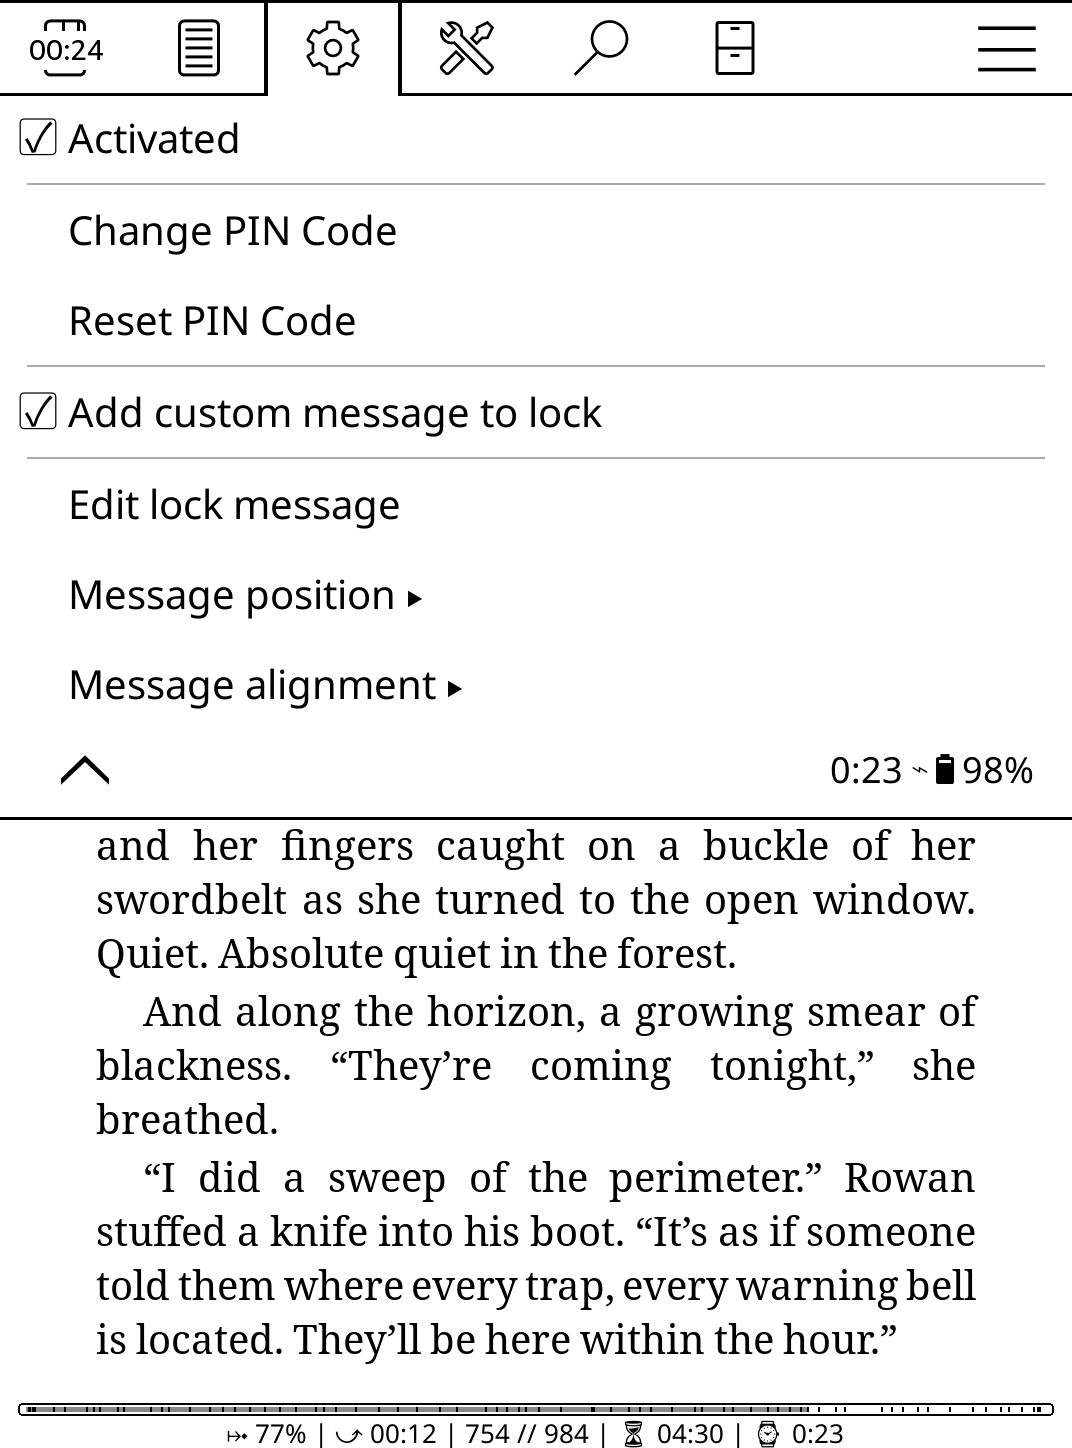 00:24
Activated
Change PIN Code
Reset PIN Code
Add custom message to lock
Edit lock message
Message position ▸
Message alignment ▸
0:23 98%
and her fingers caught on a buckle of her
swordbelt as she turned to the open window.
Quiet. Absolute quiet in the forest.
And along the horizon, a growing smear of
blackness. “They’re coming tonight,” she
breathed.
“I did a sweep of the perimeter.” Rowan
stuffed a knife into his boot. “It’s as if someone
told them where every trap, every warning bell
is located. They’ll be here within the hour.”
77% | 00:12 | 754 // 984 | 04:30 | 0:23